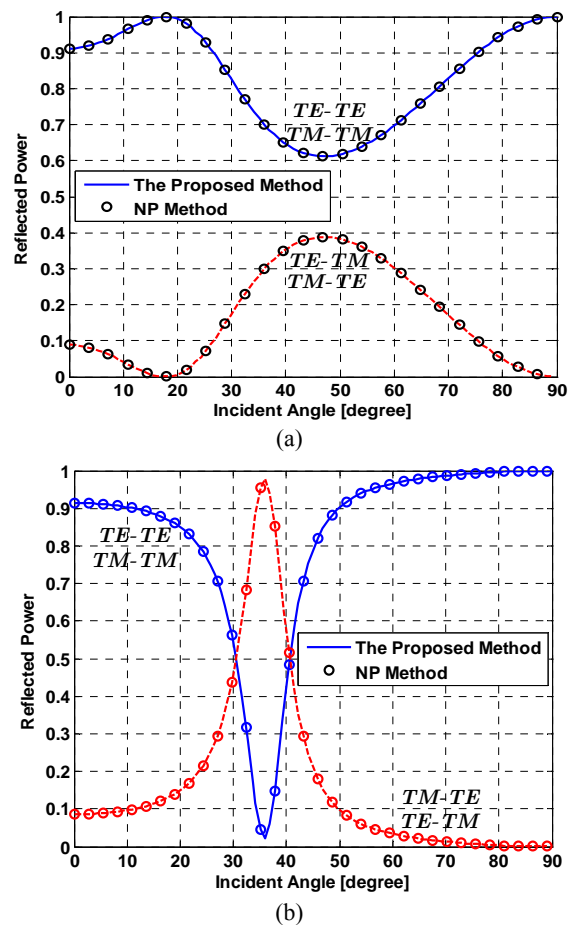 1
0.9
0.8
0.7
0.6
0.5
0.4
0.3
0.2
0.1
0
Reflected Power
TE-TE
TM-TM
The Proposed Method
NP Method
TE-TM
TM-TE
0 10 20 30 40 50 60 70 80 90
Incident Angle [degree]
(a)
1
0.9
0.8
0.7
0.6
0.5
0.4
0.3
0.2
0.1
0
Reflected Power
TE-TE
TM-TM
The Proposed Method
NP Method
TM-TE
TE-TM
0 10 20 30 40 50 60 70 80 90
Incident Angle [degree]
(b)